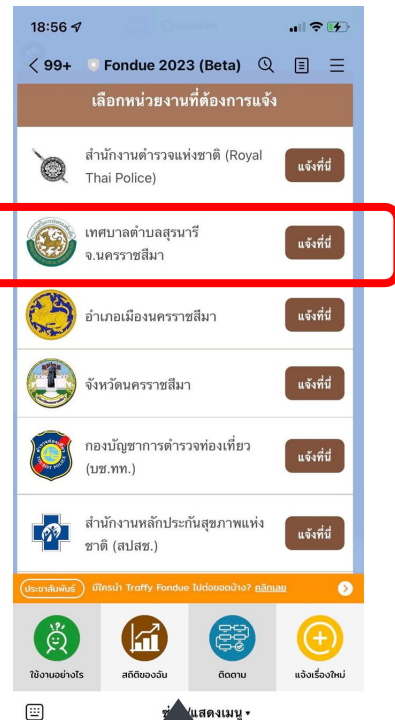 18:56
99+
Fondue 2023 (Beta)
เลือกหน่วยงานที่ต้องการแจ้ง
สำนักงานตำรวจแห่งชาติ (Royal
Thai Police)
แจ้งที่นี่
เทศบาลตำบลสุรนารี
จ.นครราชสีมา
แจ้งที่นี่
อำเภอเมืองนครราชสีมา
แจ้งที่นี่
จังหวัดนครราชสีมา
แจ้งที่นี่
กองบัญชาการตำรวจท่องเที่ยว
(บช.ทท.)
แจ้งที่นี่
สำนักงานหลักประกันสุขภาพแห่ง
ชาติ (สปสช.)
แจ้งที่นี่
ประชาสัมพันธ์ มีใครนำ Traffy Fondue ไปต่อยอดบ้าง? คลิกเลย
ใช้งานอย่างไร
สถิติของฉัน
ติดตาม
แจ้งเรื่องใหม่
/แสดงเมนู